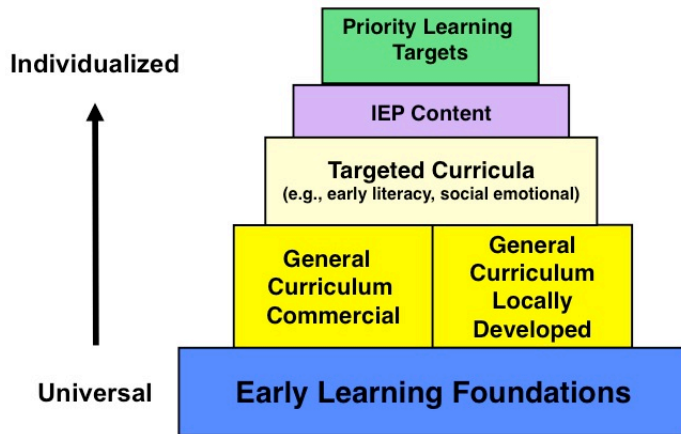 Priority Learning
Targets
Individualized
IEP Content
Targeted Curricula
(e.g., early literacy, social emotional)
General
Curriculum
Commercial
General
Curriculum
Locally
Developed
Universal
Early Learning Foundations